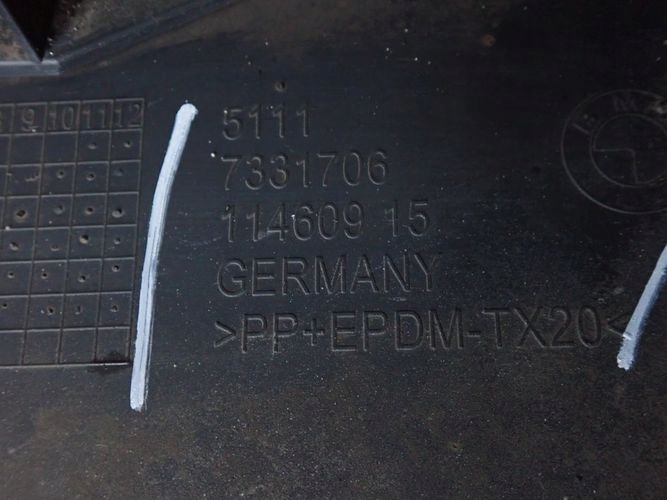 9 10 11 12
5111
7331706
114609 15
GERMANY
>PP+EPDM-TX20<
B M